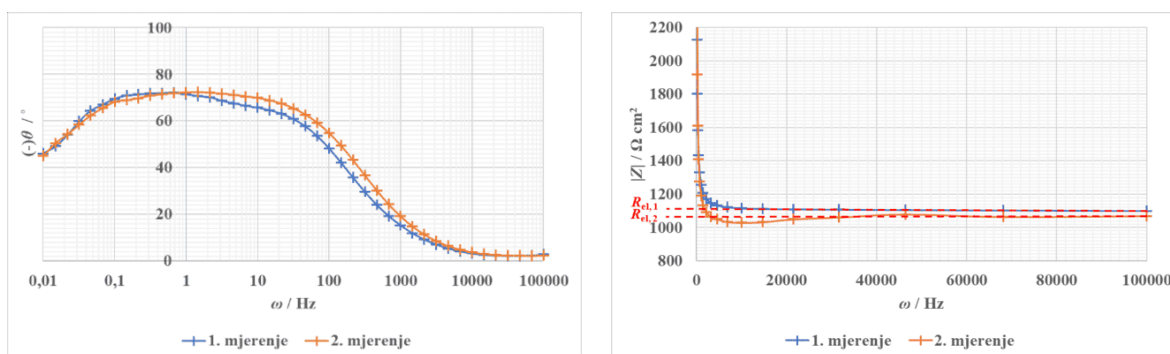 100
80
60
40
20
0
(-)θ / °
0,01 0,1 1 10 100 1000 10000 100000
ω / Hz
1. mjerenje 2. mjerenje
2200
2000
1800
1600
1400
1200
1000
800
|Z| / Ω cm²
Rel,1
Rel,2
0 20000 40000 60000 80000 100000
ω / Hz
1. mjerenje 2. mjerenje